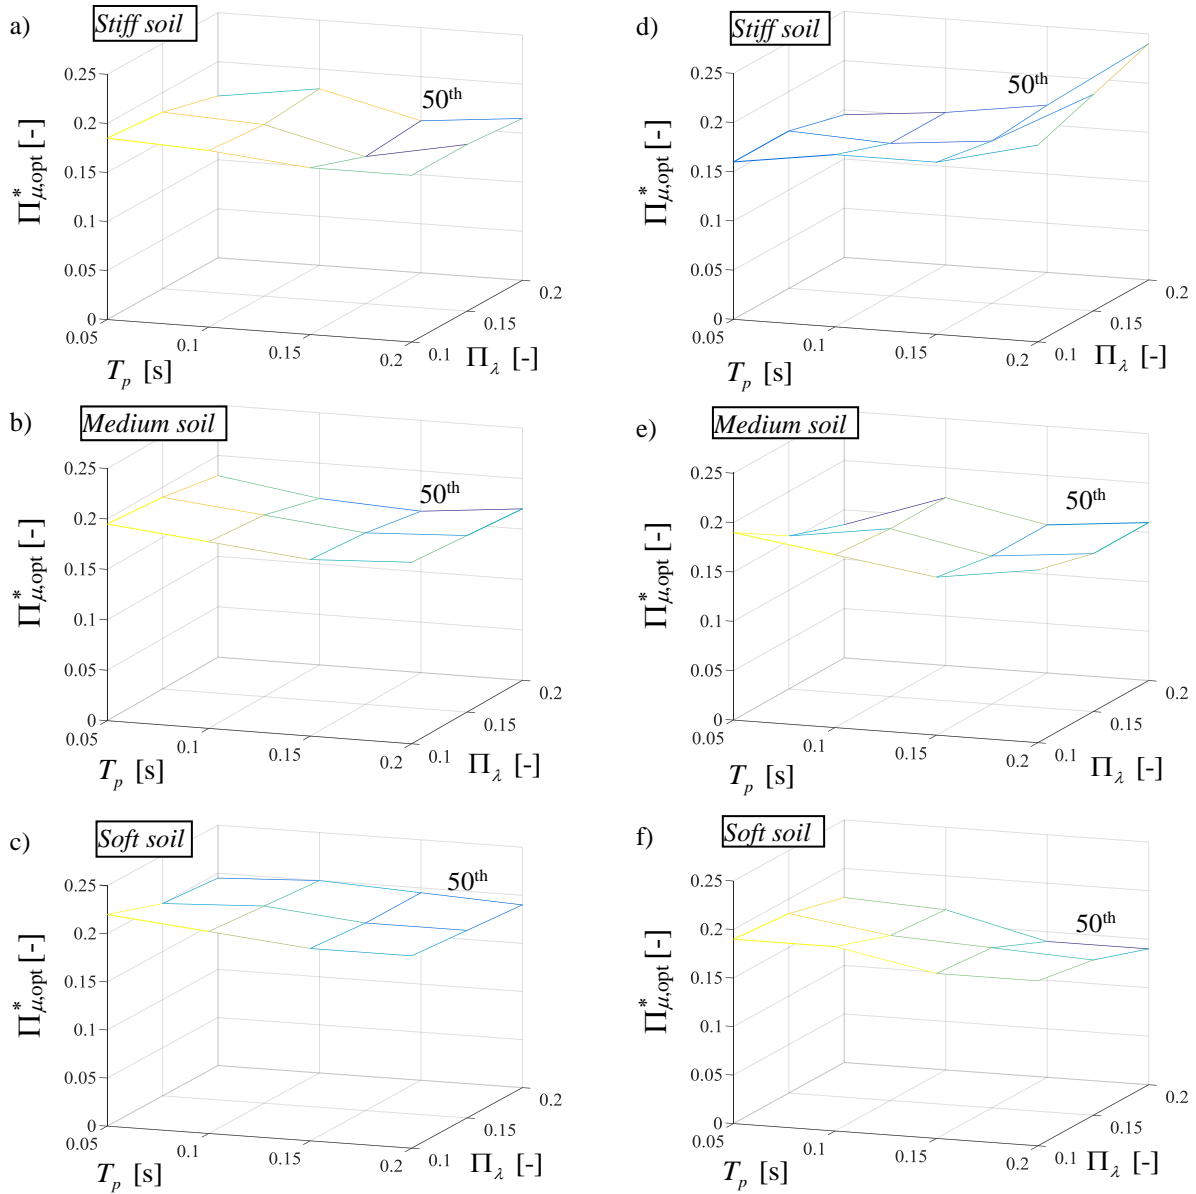 a)
Stiff soil
50th
Π*μ,opt [-]
0.25
0.2
0.15
0.1
0.05
0
0.05
0.1
0.15
0.2
Tp [s]
0.1
0.15
0.2
Πλ [-]
d)
Stiff soil
50th
Π*μ,opt [-]
0.25
0.2
0.15
0.1
0.05
0
0.05
0.1
0.15
0.2
Tp [s]
0.1
0.15
0.2
Πλ [-]
b)
Medium soil
50th
Π*μ,opt [-]
0.25
0.2
0.15
0.1
0.05
0
0.05
0.1
0.15
0.2
Tp [s]
0.1
0.15
0.2
Πλ [-]
e)
Medium soil
50th
Π*μ,opt [-]
0.25
0.2
0.15
0.1
0.05
0
0.05
0.1
0.15
0.2
Tp [s]
0.1
0.15
0.2
Πλ [-]
c)
Soft soil
50th
Π*μ,opt [-]
0.25
0.2
0.15
0.1
0.05
0
0.05
0.1
0.15
0.2
Tp [s]
0.1
0.15
0.2
Πλ [-]
f)
Soft soil
50th
Π*μ,opt [-]
0.25
0.2
0.15
0.1
0.05
0
0.05
0.1
0.15
0.2
Tp [s]
0.1
0.15
0.2
Πλ [-]